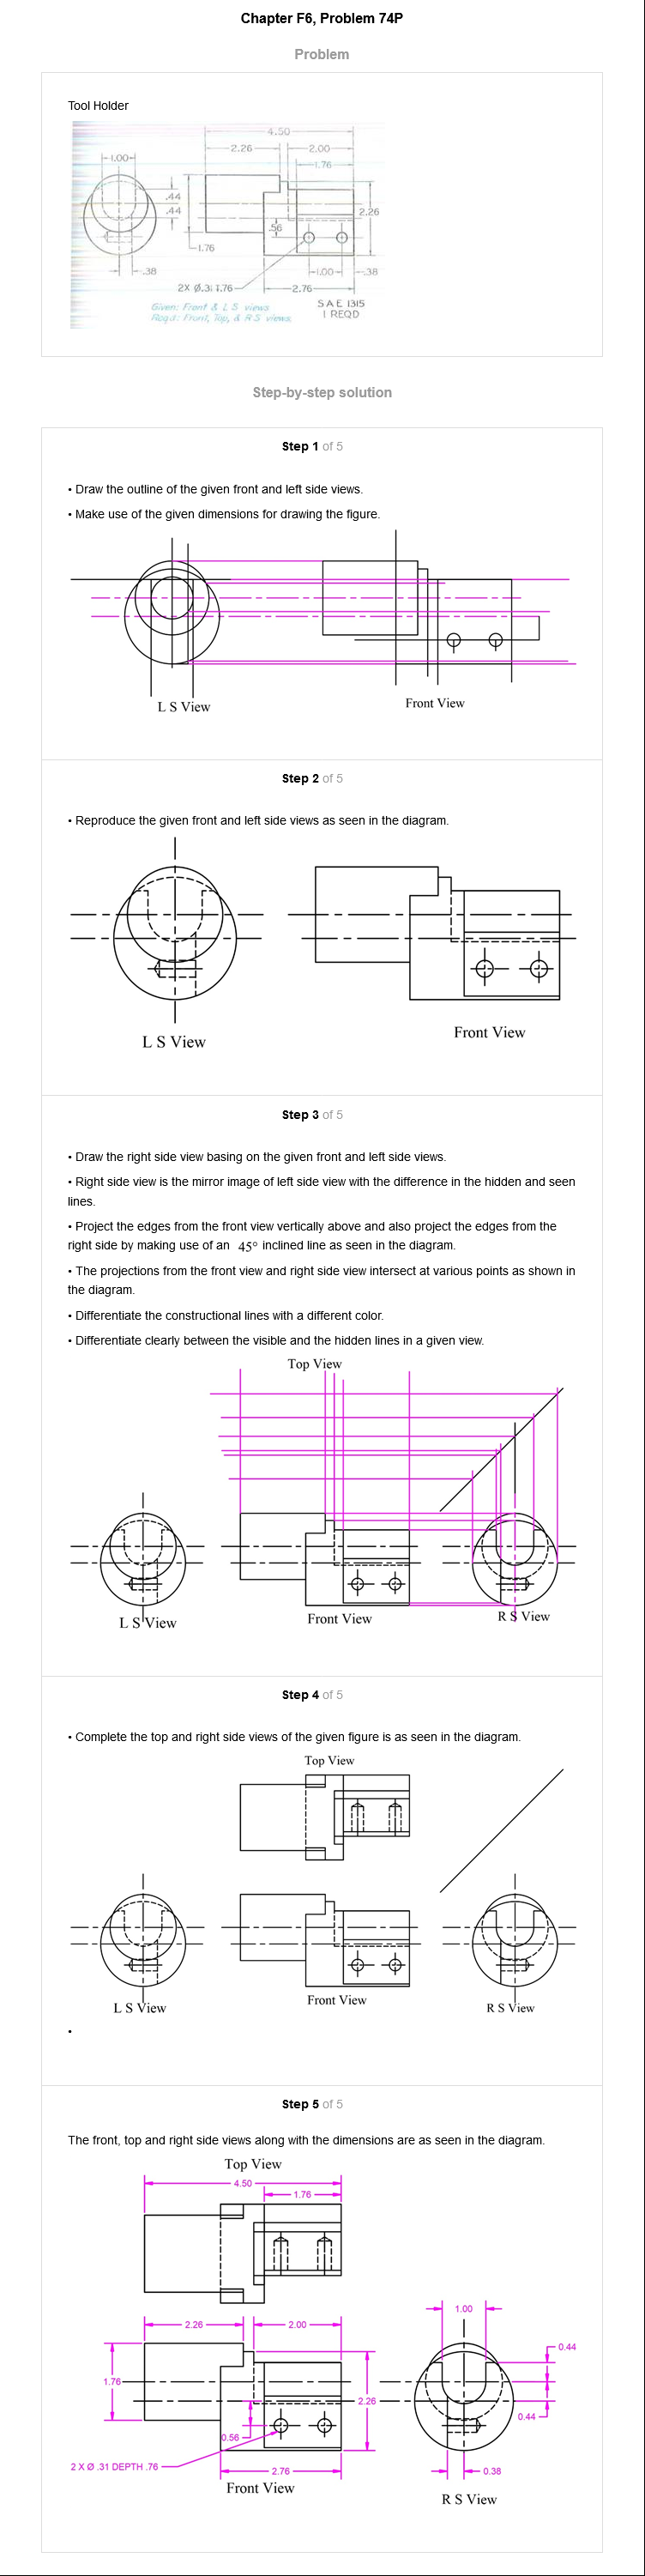 Chapter F6, Problem 74P
Problem
Tool Holder
4.50
2.26
2.00
1.00
1.76
.44
.44
2.26
.56
1.76
.38
1.00
.38
2X Ø.31 1.76
2.76
Given: Front & L S views
Reqd: Front, Top, & R S views
SAE 1315
1 REQD
Step-by-step solution
Step 1 of 5
• Draw the outline of the given front and left side views.
• Make use of the given dimensions for drawing the figure.
L S View
Front View
Step 2 of 5
• Reproduce the given front and left side views as seen in the diagram.
L S View
Front View
Step 3 of 5
• Draw the right side view basing on the given front and left side views.
• Right side view is the mirror image of left side view with the difference in the hidden and seen
lines.
• Project the edges from the front view vertically above and also project the edges from the
right side by making use of an 45° inclined line as seen in the diagram.
• The projections from the front view and right side view intersect at various points as shown in
the diagram.
• Differentiate the constructional lines with a different color.
• Differentiate clearly between the visible and the hidden lines in a given view.
Top View
L S View
Front View
R S View
Step 4 of 5
• Complete the top and right side views of the given figure is as seen in the diagram.
Top View
L S View
Front View
R S View
•
Step 5 of 5
The front, top and right side views along with the dimensions are as seen in the diagram.
Top View
4.50
1.76
1.00
2.26
2.00
0.44
1.76
2.26
0.44
0.56
2 X Ø .31 DEPTH .76
2.76
0.38
Front View
R S View